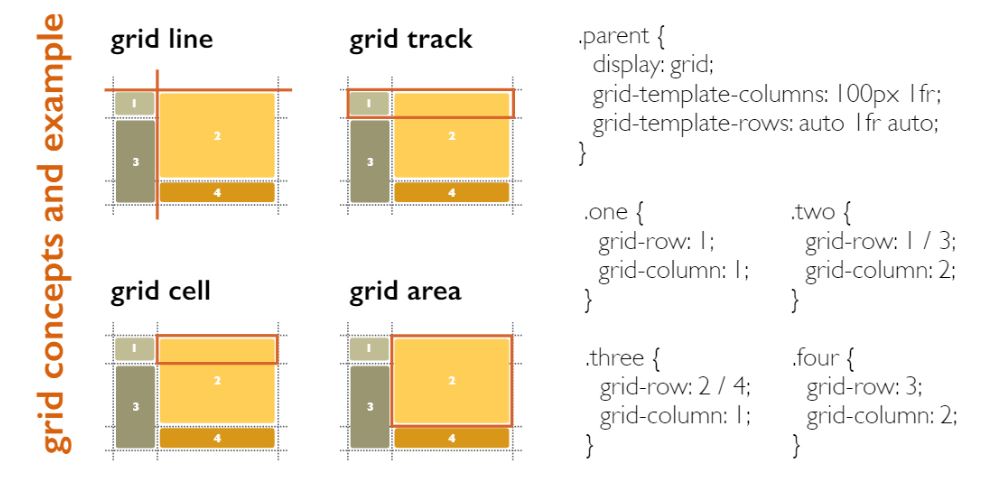 grid concepts and example
grid line
1
2
3
4
grid track
1
2
3
4
grid cell
1
2
3
4
grid area
1
2
3
4
.parent {
display: grid;
grid-template-columns: 100px 1fr;
grid-template-rows: auto 1fr auto;
}
.one {
grid-row: 1;
grid-column: 1;
}
.two {
grid-row: 1 / 3;
grid-column: 2;
}
.three {
grid-row: 2 / 4;
grid-column: 1;
}
.four {
grid-row: 3;
grid-column: 2;
}